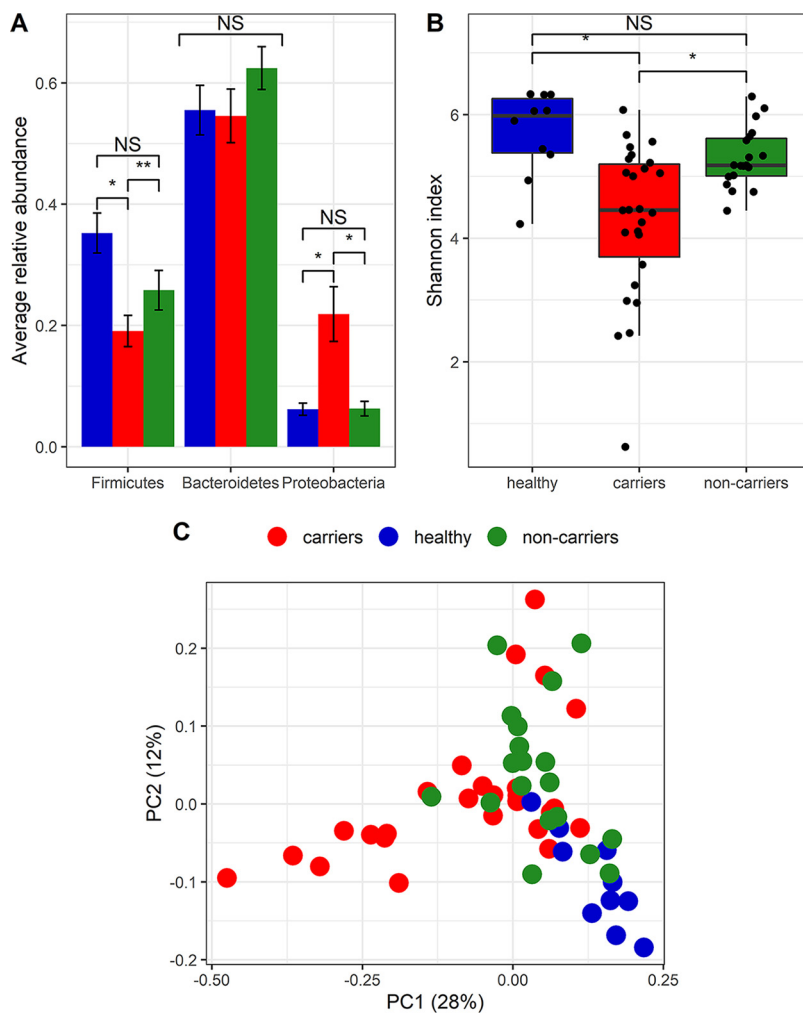 A
NS
NS
**
*
NS
*
*
0.6
0.4
0.2
0.0
Average relative abundance
Firmicutes Bacteroidetes Proteobacteria
B
NS
*
*
6
4
2
Shannon index
healthy carriers non-carriers
C
carriers healthy non-carriers
0.2
0.1
0.0
-0.1
-0.2
PC2 (12%)
-0.50 -0.25 0.00 0.25
PC1 (28%)